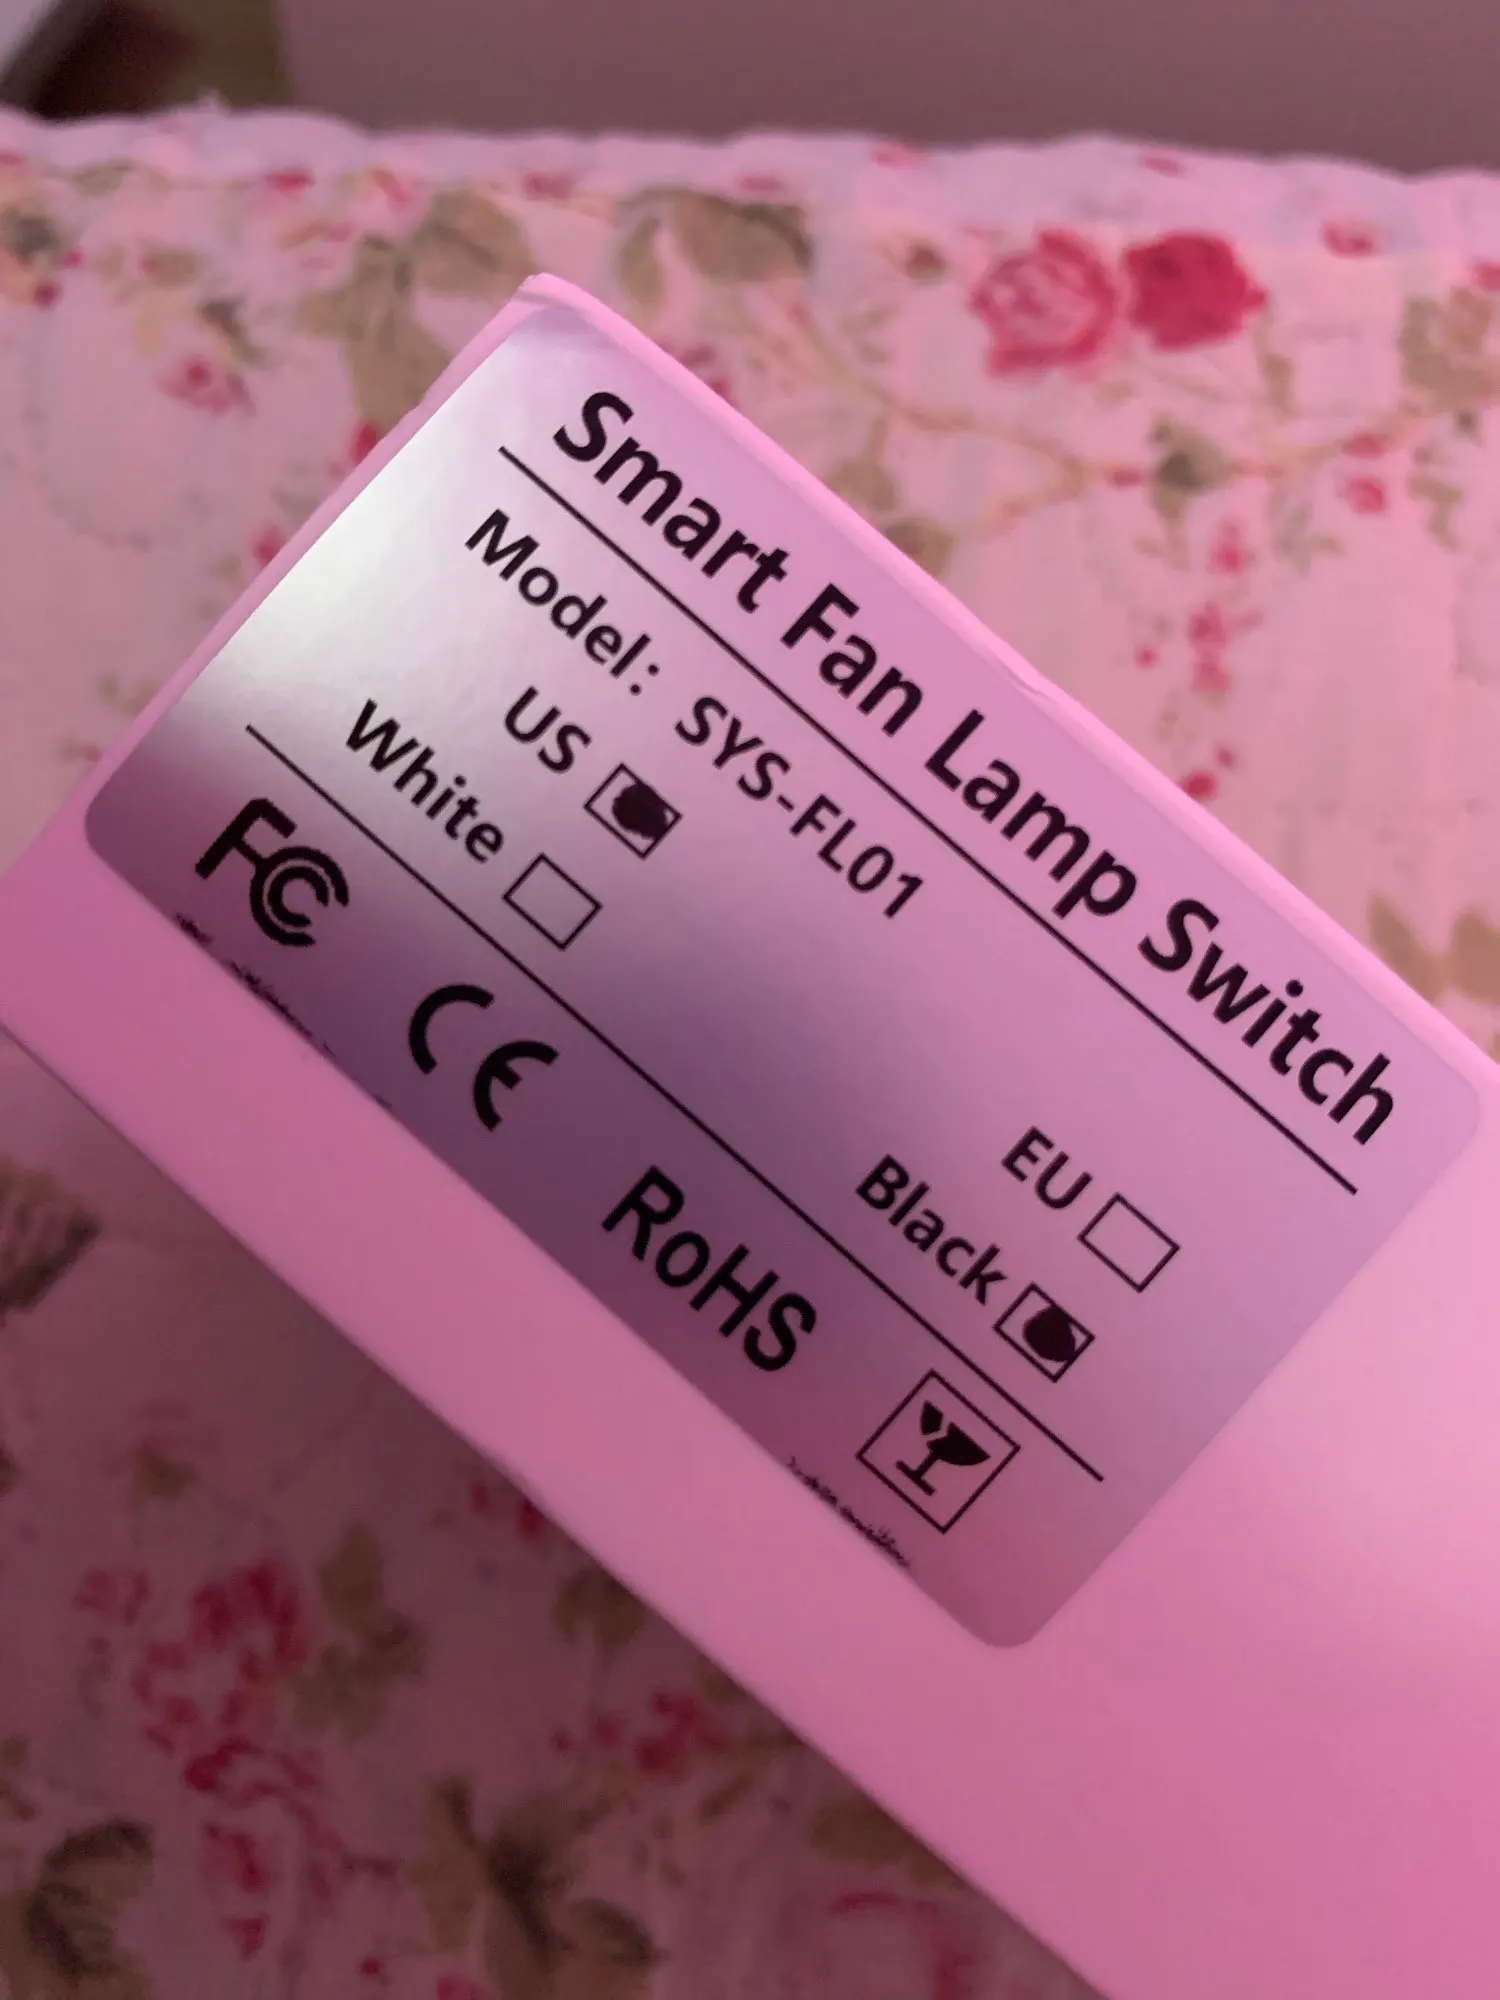 Smart Fan Lamp Switch
Model: SYS-FL01
US EU
White Black
FC CE RoHS